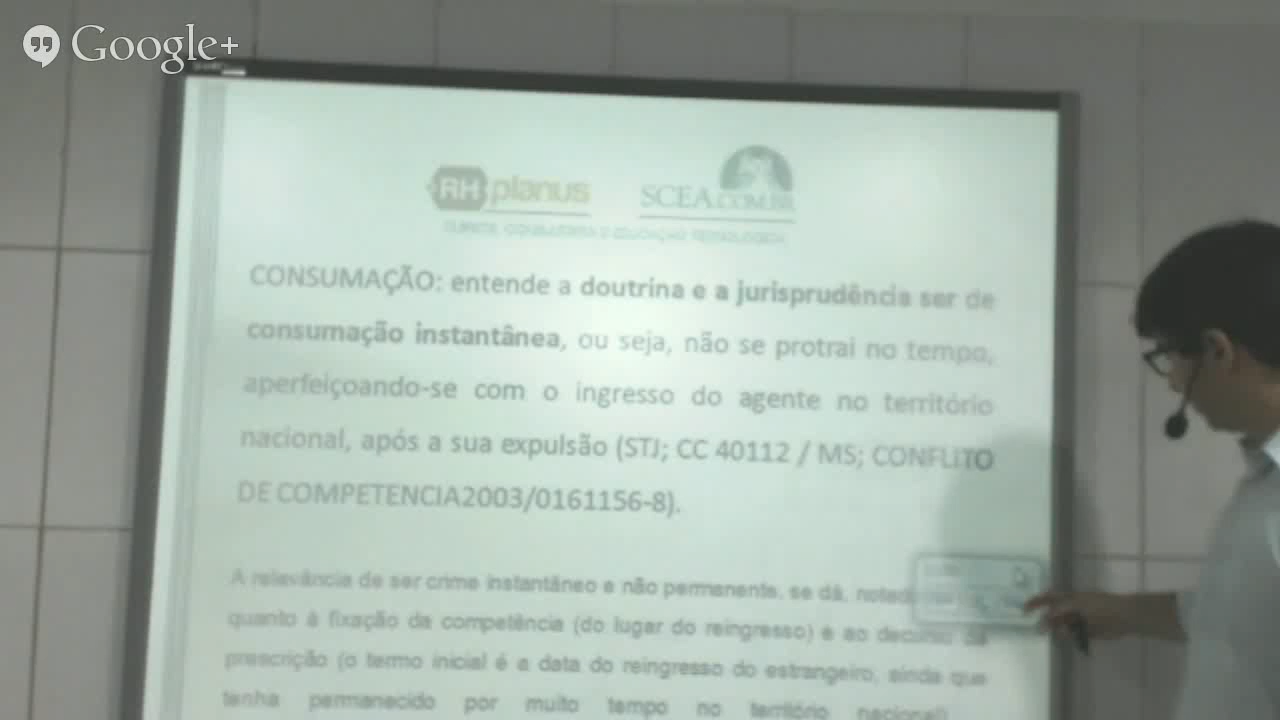 Google+
RH planus
SCEA.COM.BR
CONSUMAÇÃO: entende a doutrina e a jurisprudência ser de
consumação instantânea, ou seja, não se protrai no tempo,
aperfeiçoando-se com o ingresso do agente no território
nacional, após a sua expulsão (STJ; CC 40112 / MS; CONFLITO
DE COMPETENCIA2003/0161156-8).
A relevância de ser crime instantâneo e não permanente, se dá,
quanto à fixação da competência (do lugar do reingresso) e ao decurso da
prescrição (o termo inicial é a data do reingresso do estrangeiro, ainda que
tenha permanecido por muito tempo no território nacional)